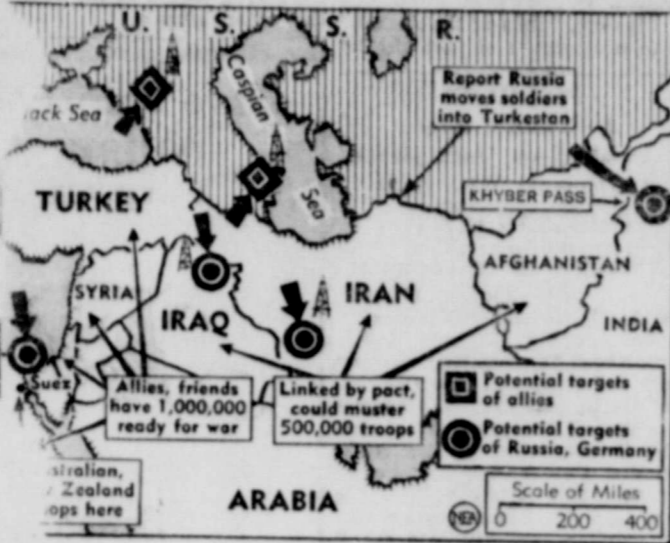 U. S. S. R.
Caspian
Sea
ack Sea
Report Russia
moves soldiers
into Turkestan
TURKEY
KHYBER PASS
SYRIA
IRAQ
IRAN
AFGHANISTAN
INDIA
Suez
Allies, friends
have 1,000,000
ready for war
Linked by pact,
could muster
500,000 troops
Potential targets
of allies
Potential targets
of Russia, Germany
stralian,
Zealand
ops here
ARABIA
NEA
Scale of Miles
0 200 400